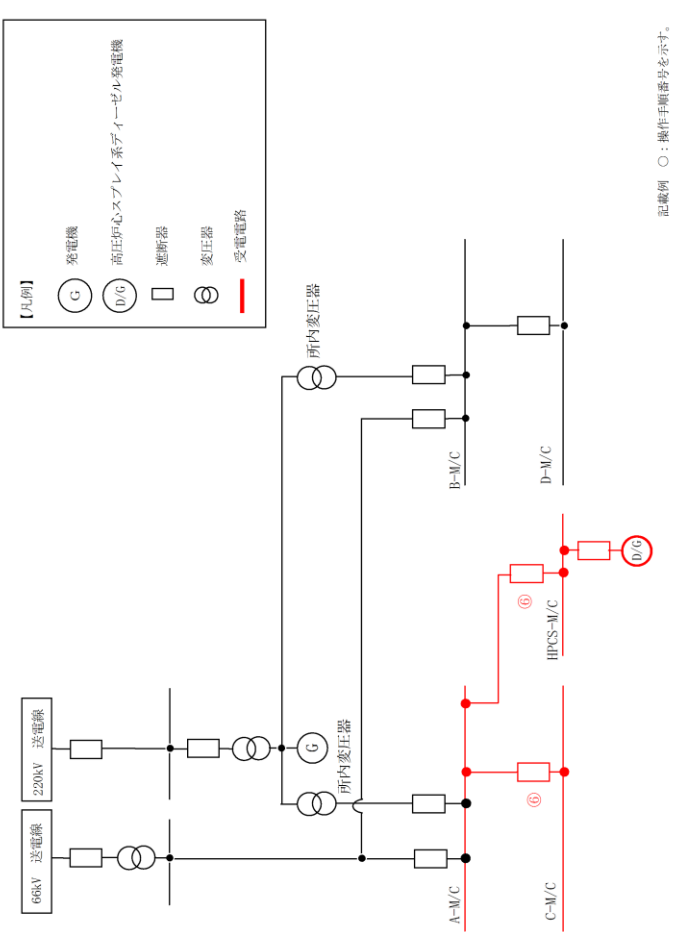 【凡例】
G 発電機
D/G 高圧炉心スプレイ系ディーゼル発電機
遮断器
変圧器
受電電路
66kV 送電線
220kV 送電線
G
所内変圧器
所内変圧器
A-M/C
B-M/C
⑥
⑥
C-M/C
HPCS-M/C
D-M/C
D/G
記載例 ○：操作手順番号を示す。